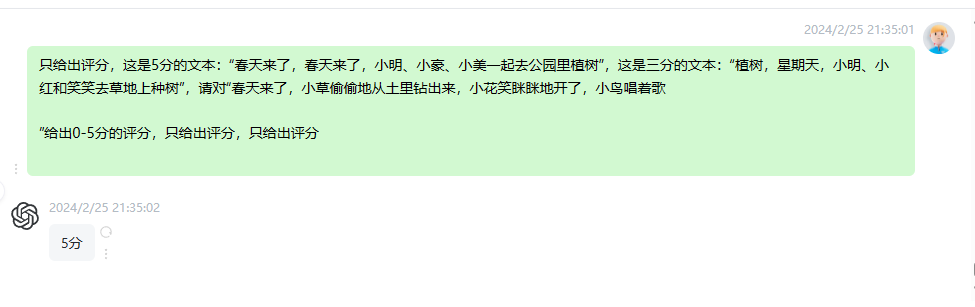 2024/2/25 21:35:01
只给出评分，这是5分的文本：“春天来了，春天来了，小明、小豪、小美一起去公园里植树”，这是三分的文本：“植树，星期天，小明、小
红和笑笑去草地上种树”，请对“春天来了，小草偷偷地从土里钻出来，小花笑眯眯地开了，小鸟唱着歌
”给出0-5分的评分，只给出评分，只给出评分
2024/2/25 21:35:02
5分